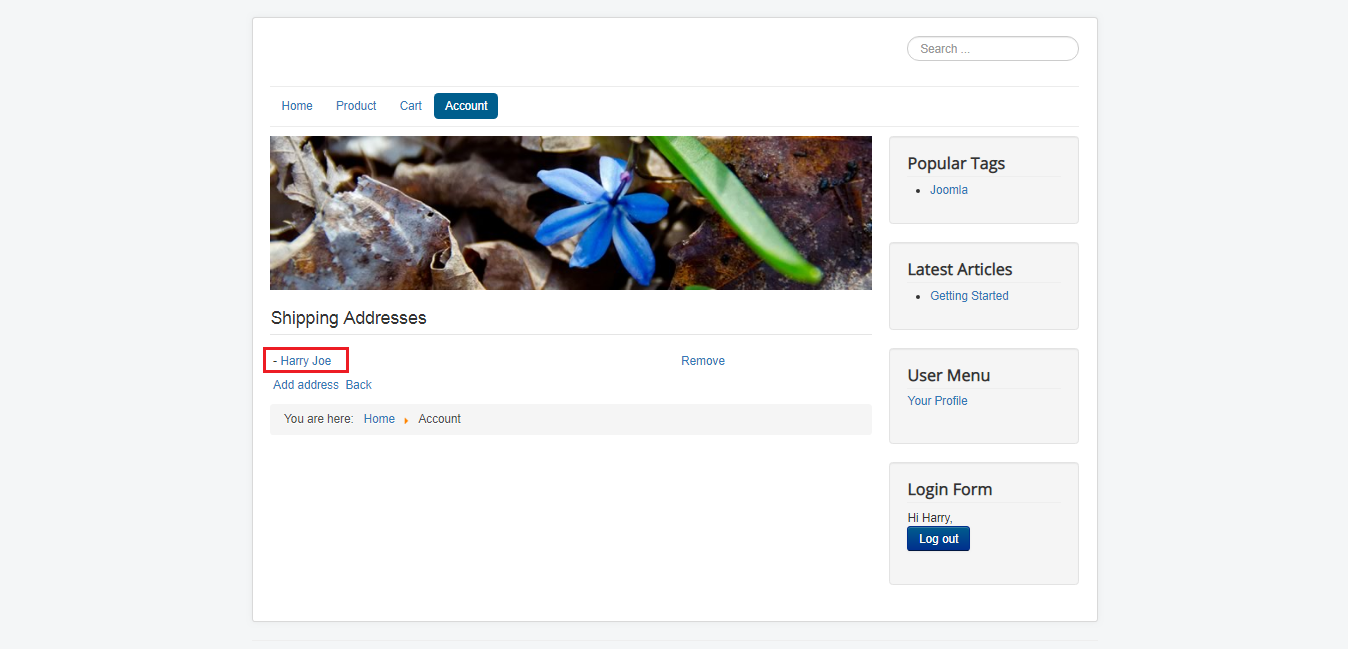 Search ...
Home Product Cart Account
Shipping Addresses
- Harry Joe Remove
Add address Back
You are here: Home Account
Popular Tags
Joomla
Latest Articles
Getting Started
User Menu
Your Profile
Login Form
Hi Harry,
Log out